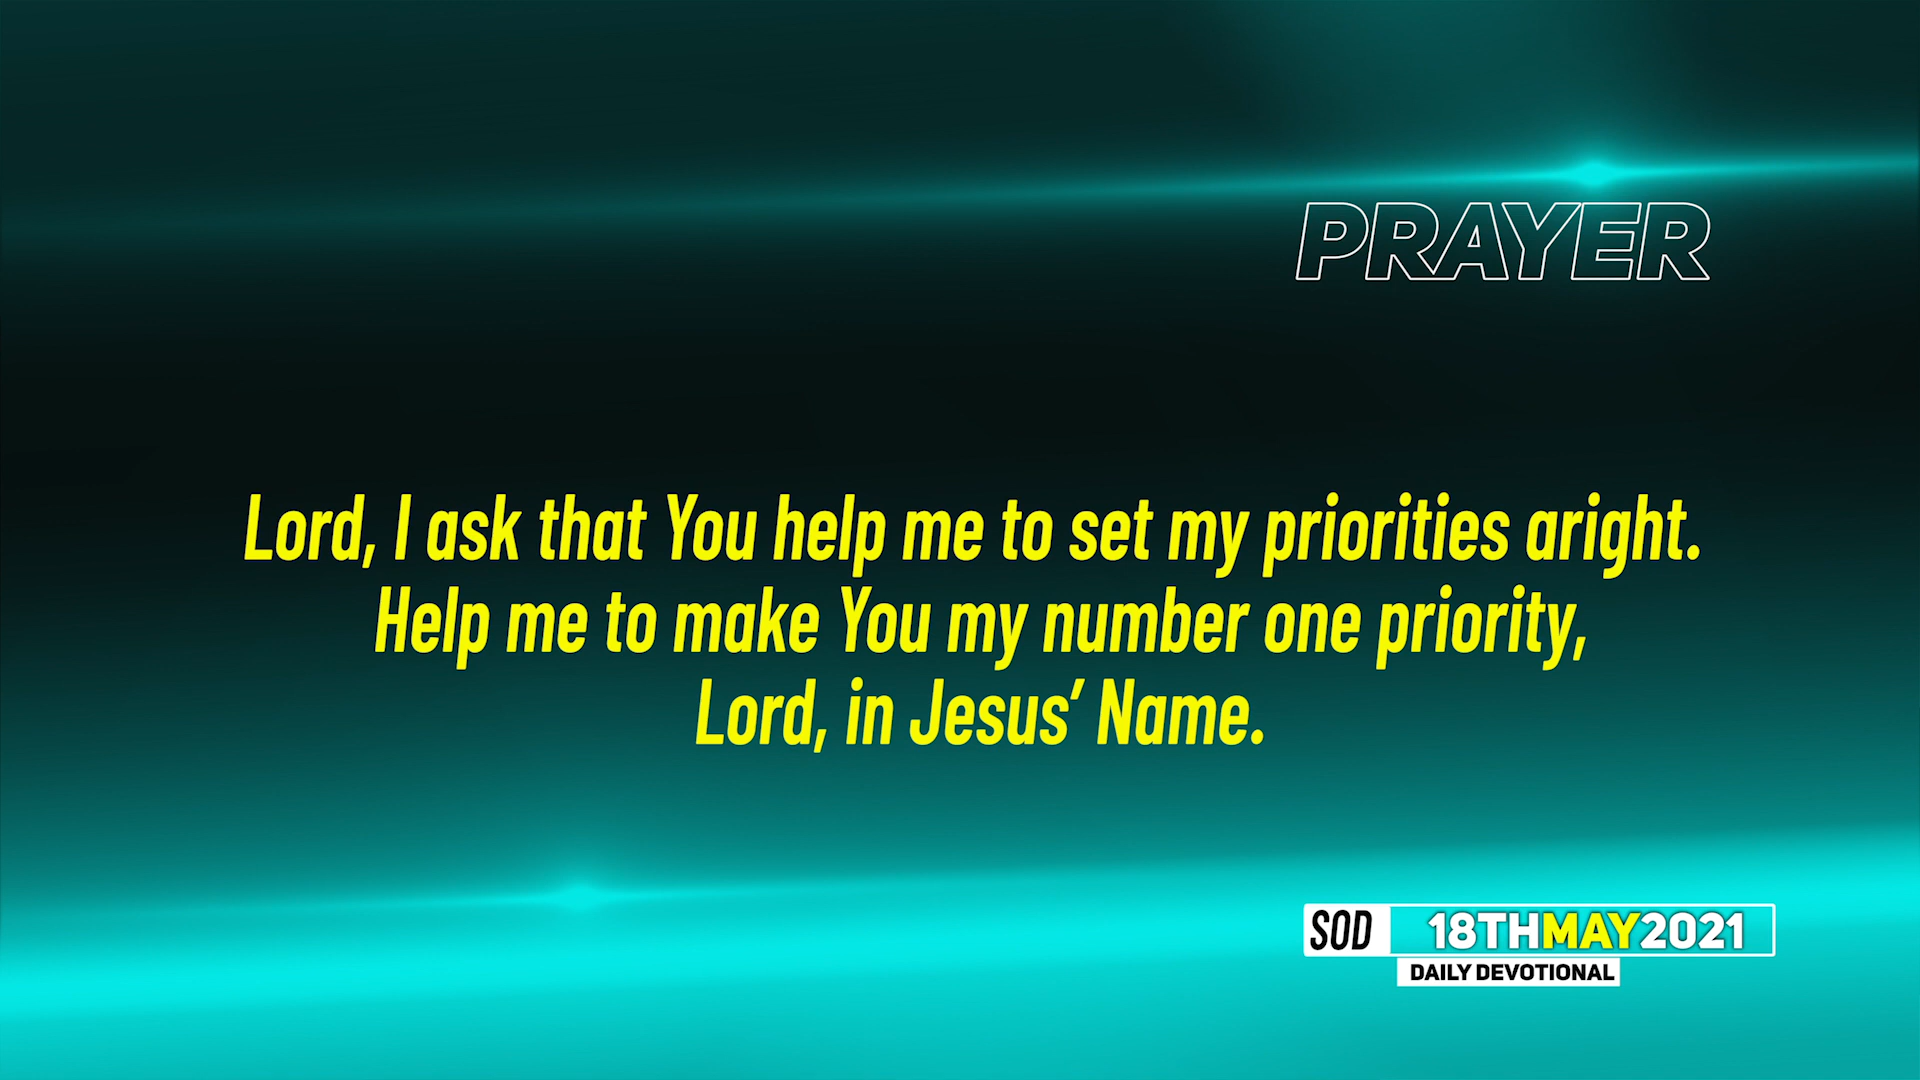 PRAYER
Lord, I ask that You help me to set my priorities aright.
Help me to make You my number one priority,
Lord, in Jesus’ Name.
SOD 18THMAY2021
DAILY DEVOTIONAL